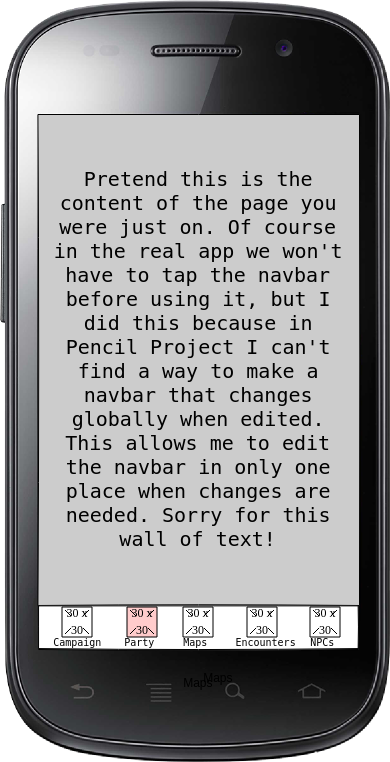 Pretend this is the
content of the page you
were just on. Of course
in the real app we won't
have to tap the navbar
before using it, but I
did this because in
Pencil Project I can't
find a way to make a
navbar that changes
globally when edited.
This allows me to edit
the navbar in only one
place when changes are
needed. Sorry for this
wall of text!
30 x 30 x 30 x 30 x 30 x
30 30 30 30 30
Campaign Party Maps Encounters NPCs
Maps Maps